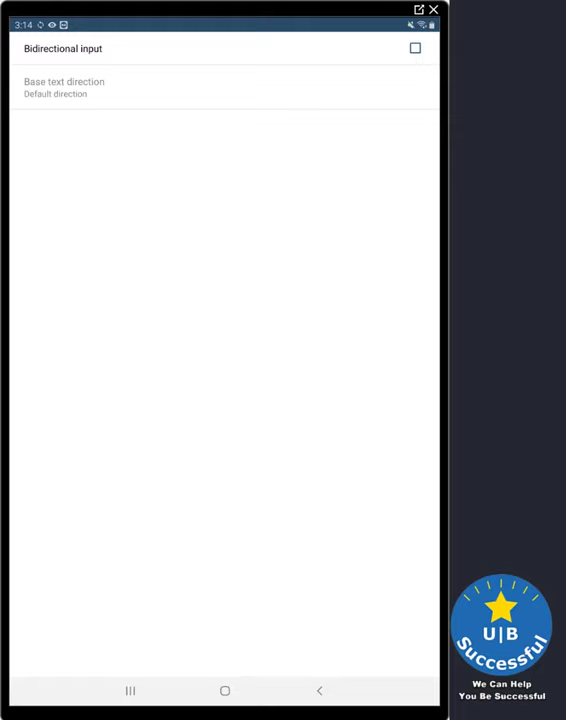 3:14
Bidirectional input
Base text direction
Default direction
U|B
Successful
We Can Help
You Be Successful